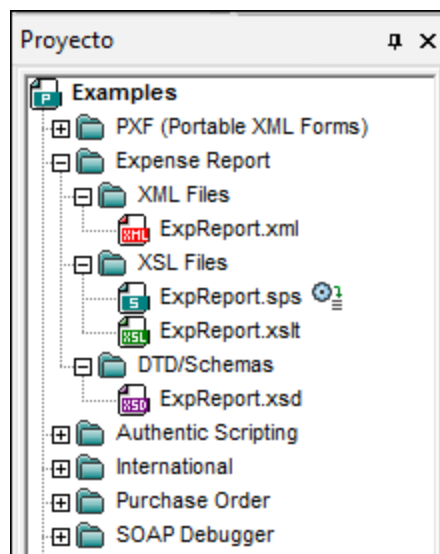 Proyecto
Examples
PXF (Portable XML Forms)
Expense Report
XML Files
ExpReport.xml
XSL Files
ExpReport.sps
ExpReport.xslt
DTD/Schemas
ExpReport.xsd
Authentic Scripting
International
Purchase Order
SOAP Debugger